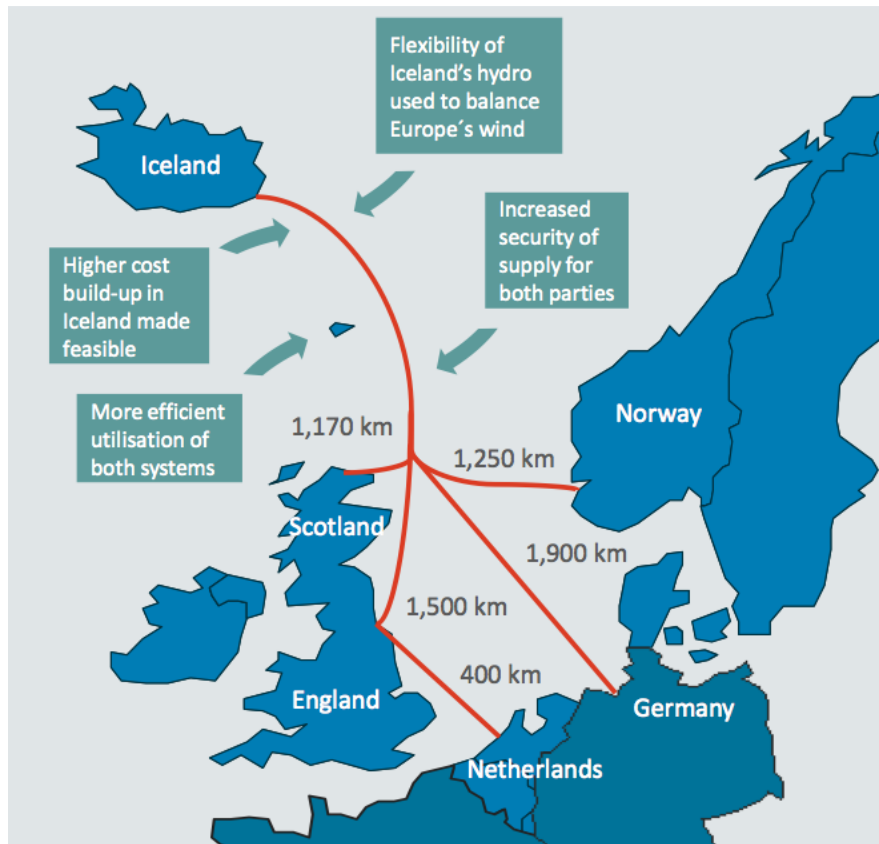 Flexibility of
Iceland's hydro
used to balance
Europe´s wind
Iceland
Increased
security of
supply for
both parties
Higher cost
build-up in
Iceland made
feasible
More efficient
utilisation of
both systems
1,170 km
Norway
1,250 km
Scotland
1,900 km
1,500 km
400 km
England
Germany
Netherlands